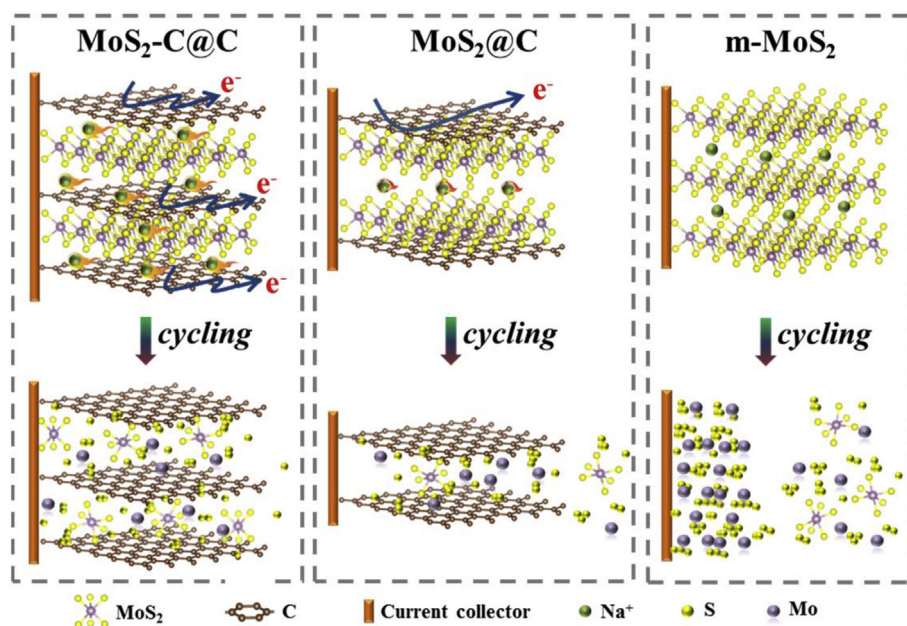 MoS₂-C@C
MoS₂@C
m-MoS₂
e⁻
e⁻
e⁻
e⁻
cycling
cycling
cycling
MoS₂
C
Current collector
Na⁺
S
Mo